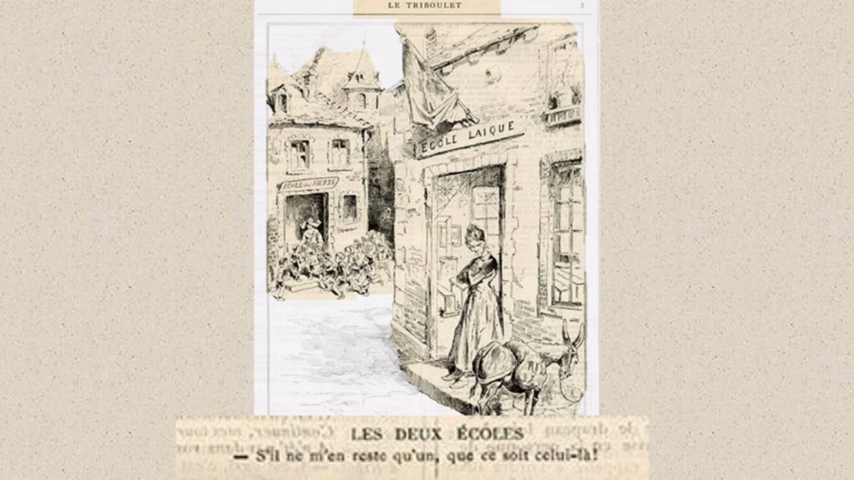 LE TRIBOULET
ÉCOLE LAIQUE
LES DEUX ÉCOLES
— S'il ne m'en reste qu'un, que ce soit celui-là!